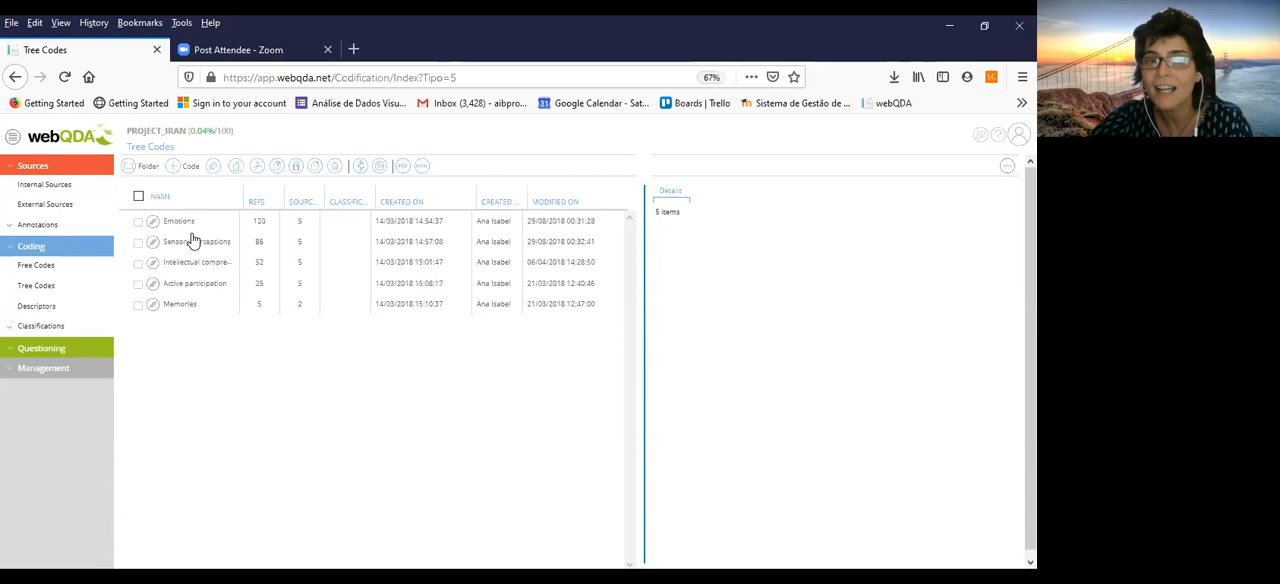 File Edit View History Bookmarks Tools Help
Tree Codes
Post Attendee - Zoom
https://app.webqda.net/Codification/Index?Tipo=5
67%
Getting Started Getting Started Sign in to your account Análise de Dados Visu... Inbox (3,428) - aibpro... Google Calendar - Sat... Boards | Trello Sistema de Gestão de ... webQDA
webQDA
PROJECT_IRAN (0.04%/100)
Tree Codes
Folder Code
Sources
Internal Sources
External Sources
Annotations
Coding
Free Codes
Tree Codes
Descriptors
Classifications
Questioning
Management
NAME REFS SOURC... CLASSIFIC... CREATED ON CREATED ... MODIFIED ON
Emotions 120 5 14/03/2018 14:54:37 Ana Isabel 29/08/2018 00:31:28
86 5 14/03/2018 14:57:08 Ana Isabel 29/08/2018 00:32:41
Intellectual compre... 52 5 14/03/2018 15:01:47 Ana Isabel 06/04/2018 14:28:50
Active participation 25 5 14/03/2018 15:08:17 Ana Isabel 21/03/2018 12:40:46
Memories 5 2 14/03/2018 15:10:37 Ana Isabel 21/03/2018 12:47:00
Details
5 items